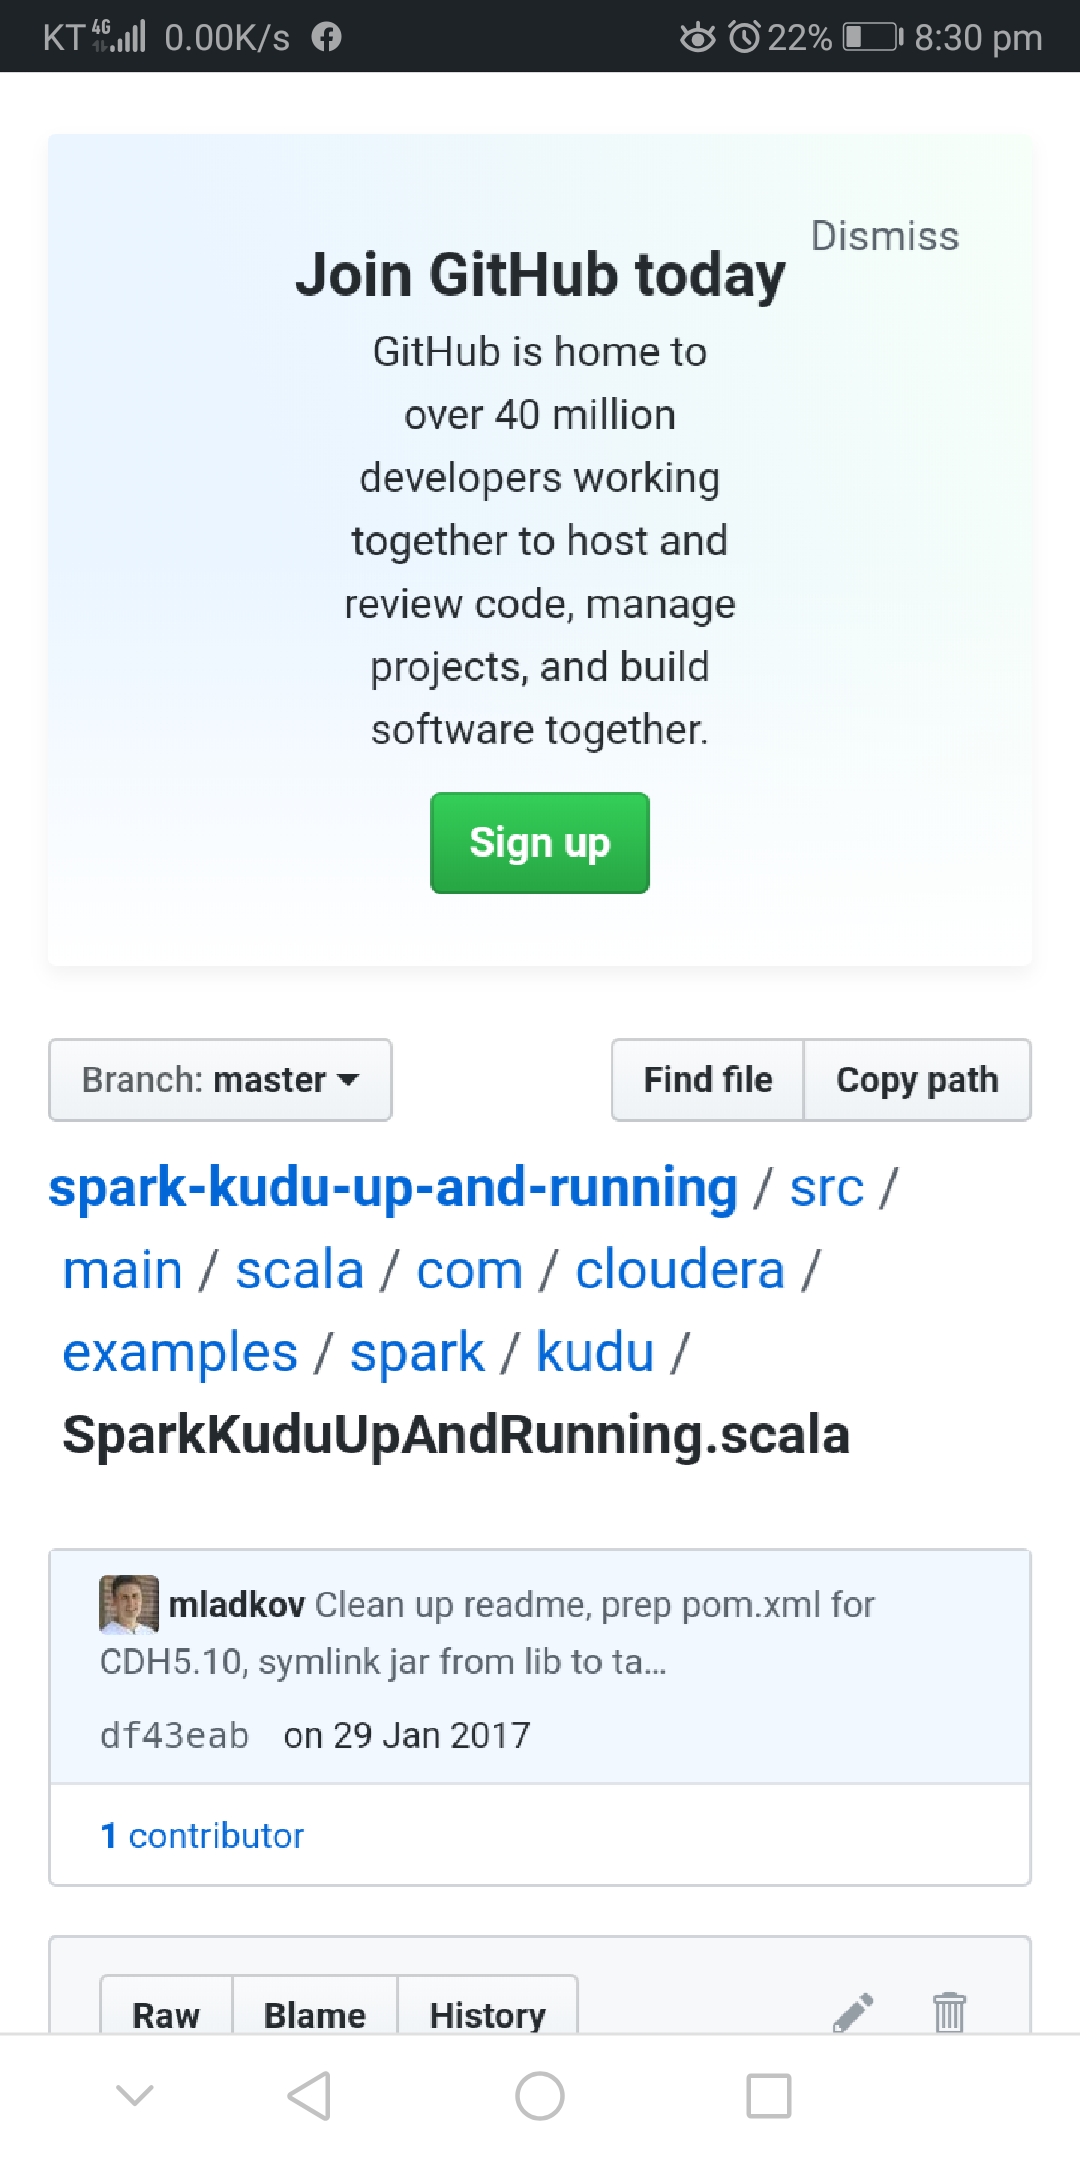 KT 4G 0.00K/s 22% 8:30 pm
Dismiss
Join GitHub today
GitHub is home to
over 40 million
developers working
together to host and
review code, manage
projects, and build
software together.
Sign up
Branch: master Find file Copy path
spark-kudu-up-and-running / src /
main / scala / com / cloudera /
examples / spark / kudu /
SparkKuduUpAndRunning.scala
mladkov Clean up readme, prep pom.xml for
CDH5.10, symlink jar from lib to ta...
df43eab on 29 Jan 2017
1 contributor
Raw Blame History